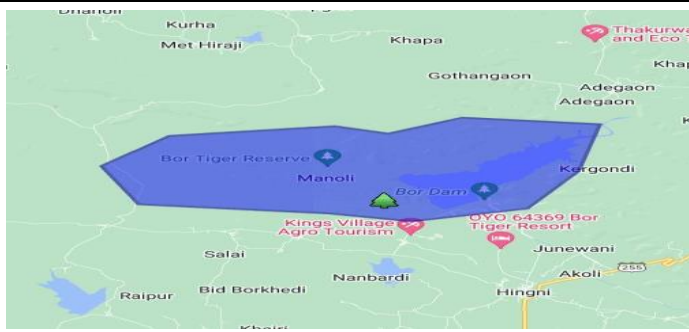 Kurha
Met Hiraji
Khapa
Thakurwa
and Eco T
Gothangaon
Khap
Adegaon
Adegaon
Bor Tiger Reserve
Manoli
Kergondi
Bor Dam
Kings Village
Agro Tourism
OYO 64369 Bor
Tiger Resort
Salai
Junewani
Nanbardi
Akoli
255
Raipur
Bid Borkhedi
Hingni